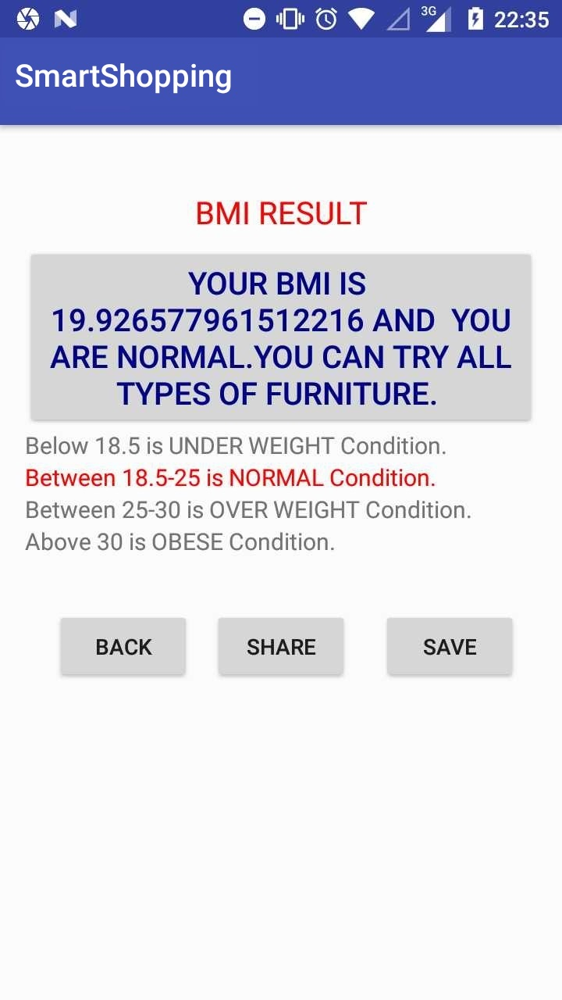 3G 22:35
SmartShopping
BMI RESULT
YOUR BMI IS
19.926577961512216 AND  YOU
ARE NORMAL.YOU CAN TRY ALL
TYPES OF FURNITURE.
Below 18.5 is UNDER WEIGHT Condition.
Between 18.5-25 is NORMAL Condition.
Between 25-30 is OVER WEIGHT Condition.
Above 30 is OBESE Condition.
BACK SHARE SAVE